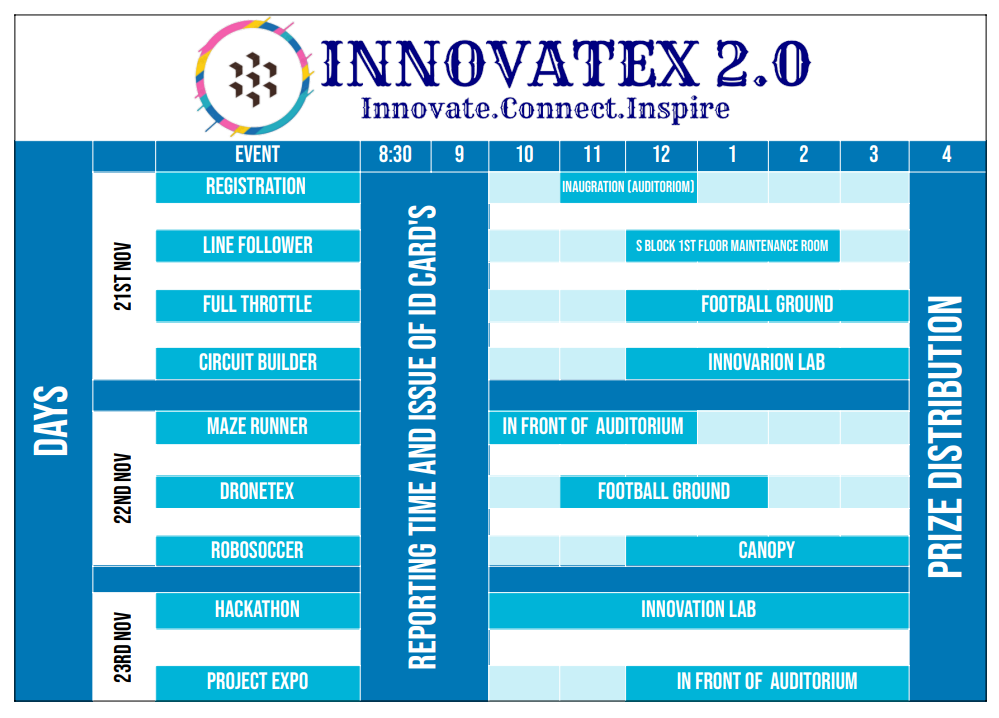 INNOVATEX 2.0
Innovate.Connect.Inspire
EVENT 8:30 9 10 11 12 1 2 3 4
DAYS
21ST NOV
REGISTRATION INAUGRATION (AUDITORIOM)
LINE FOLLOWER S BLOCK 1ST FLOOR MAINTENANCE ROOM
FULL THROTTLE FOOTBALL GROUND
CIRCUIT BUILDER INNOVARION LAB
REPORTING TIME AND ISSUE OF ID CARD'S
PRIZE DISTRIBUTION
22ND NOV
MAZE RUNNER IN FRONT OF AUDITORIUM
DRONETEX FOOTBALL GROUND
ROBOSOCCER CANOPY
23RD NOV
HACKATHON INNOVATION LAB
PROJECT EXPO IN FRONT OF AUDITORIUM